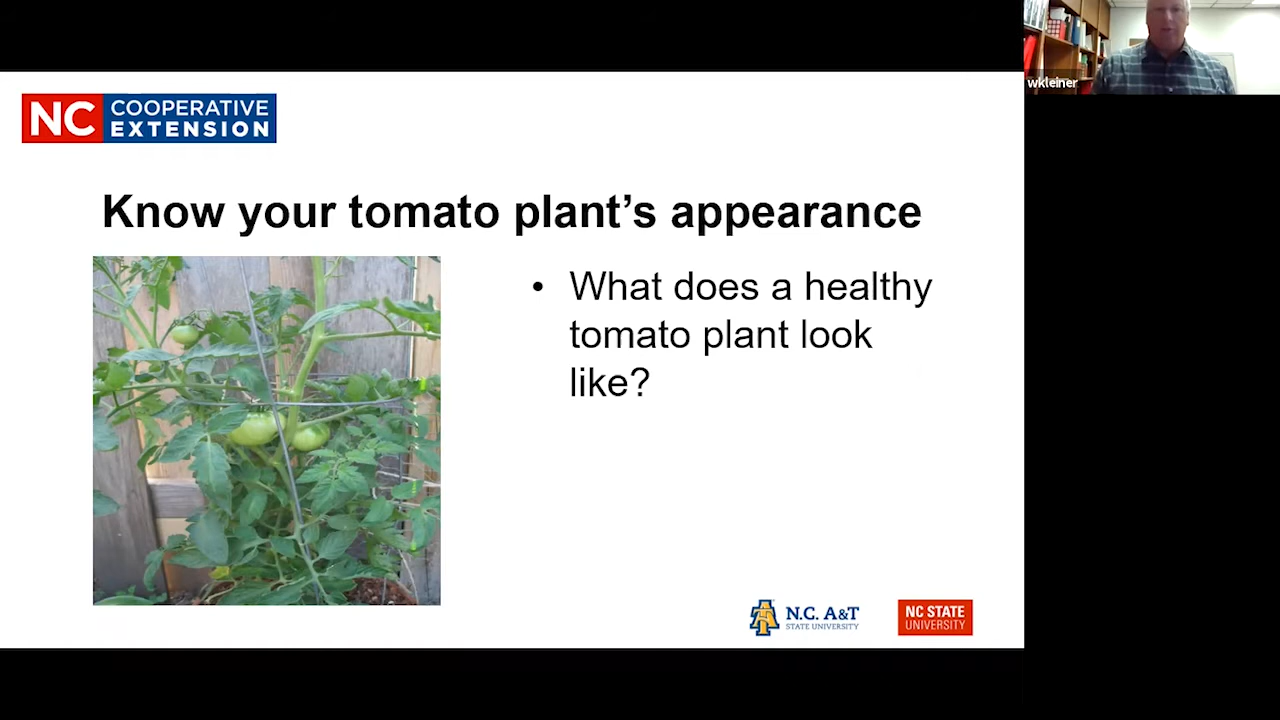 wkleiner
NC COOPERATIVE
EXTENSION
Know your tomato plant’s appearance
• What does a healthy
tomato plant look
like?
N.C. A&T
STATE UNIVERSITY
NC STATE
UNIVERSITY